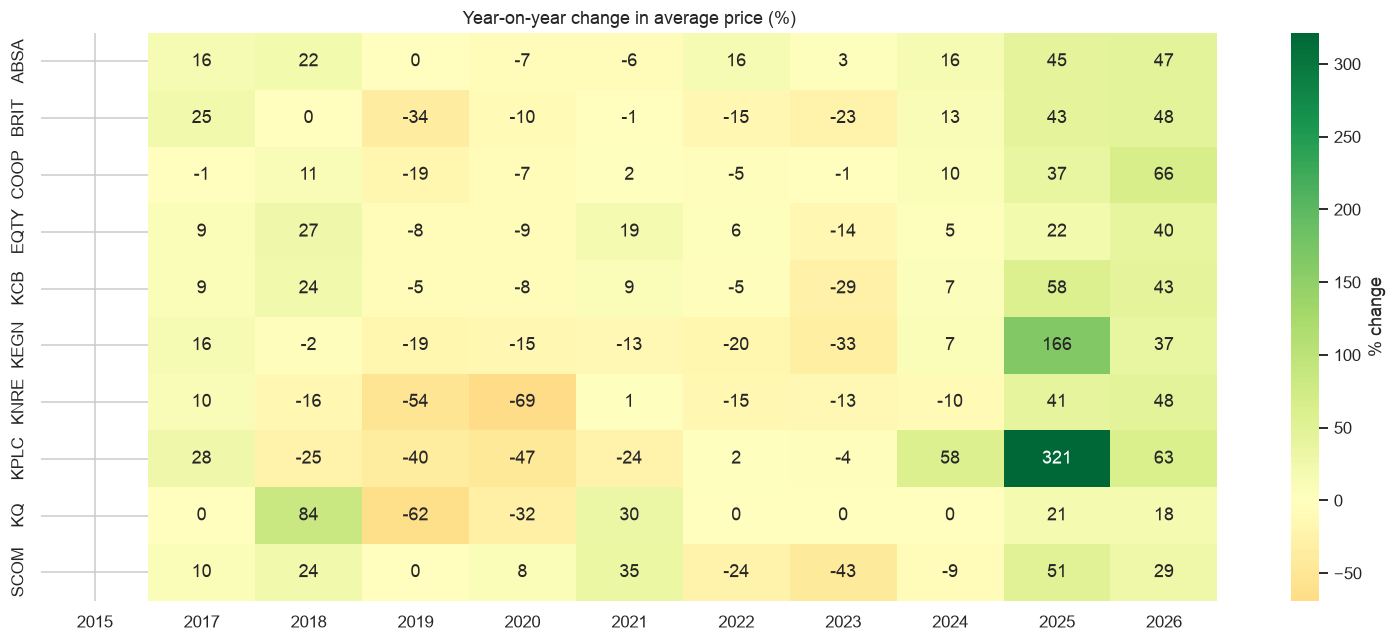 Year-on-year change in average price (%)
ABSA 16 22 0 -7 -6 16 3 16 45 47
BRIT 25 0 -34 -10 -1 -15 -23 13 43 48
COOP -1 11 -19 -7 2 -5 -1 10 37 66
EQTY 9 27 -8 -9 19 6 -14 5 22 40
KCB 9 24 -5 -8 9 -5 -29 7 58 43
KEGN 16 -2 -19 -15 -13 -20 -33 7 166 37
KNRE 10 -16 -54 -69 1 -15 -13 -10 41 48
KPLC 28 -25 -40 -47 -24 2 -4 58 321 63
KQ 0 84 -62 -32 30 0 0 0 21 18
SCOM 10 24 0 8 35 -24 -43 -9 51 29
2015 2017 2018 2019 2020 2021 2022 2023 2024 2025 2026
300
250
200
150
100
50
0
−50
% change